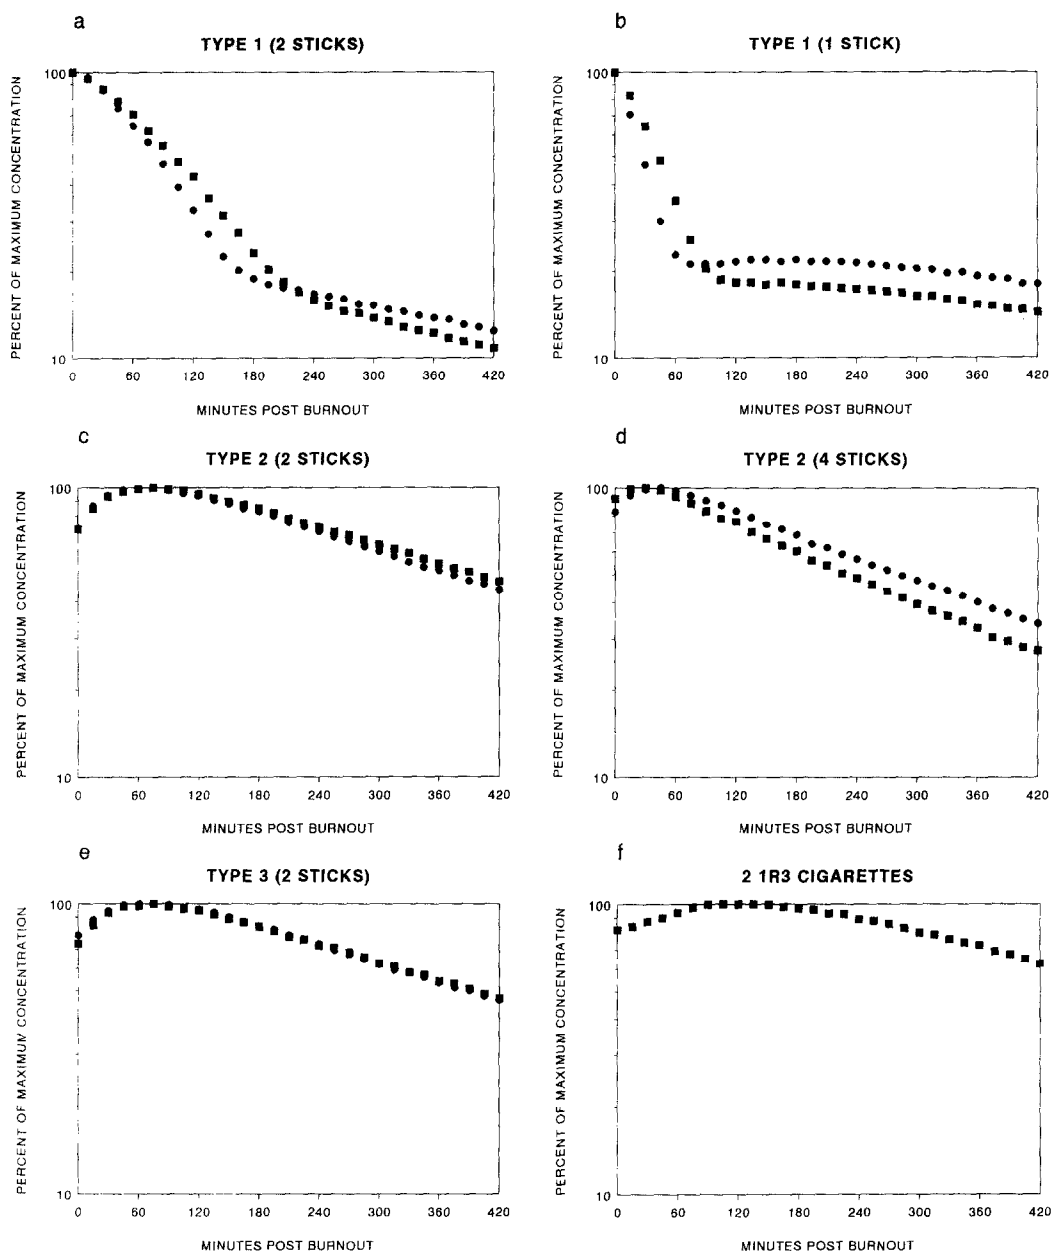 a
TYPE 1 (2 STICKS)
PERCENT OF MAXIMUM CONCENTRATION
100
10
0 60 120 180 240 300 360 420
MINUTES POST BURNOUT
b
TYPE 1 (1 STICK)
PERCENT OF MAXIMUM CONCENTRATION
100
10
0 60 120 180 240 300 360 420
MINUTES POST BURNOUT
c
TYPE 2 (2 STICKS)
PERCENT OF MAXIMUM CONCENTRATION
100
10
0 60 120 180 240 300 360 420
MINUTES POST BURNOUT
d
TYPE 2 (4 STICKS)
PERCENT OF MAXIMUM CONCENTRATION
100
10
0 60 120 180 240 300 360 420
MINUTES POST BURNOUT
e
TYPE 3 (2 STICKS)
PERCENT OF MAXIMUM CONCENTRATION
100
10
0 60 120 180 240 300 360 420
MINUTES POST BURNOUT
f
2 1R3 CIGARETTES
PERCENT OF MAXIMUM CONCENTRATION
100
10
0 60 120 180 240 300 360 420
MINUTES POST BURNOUT